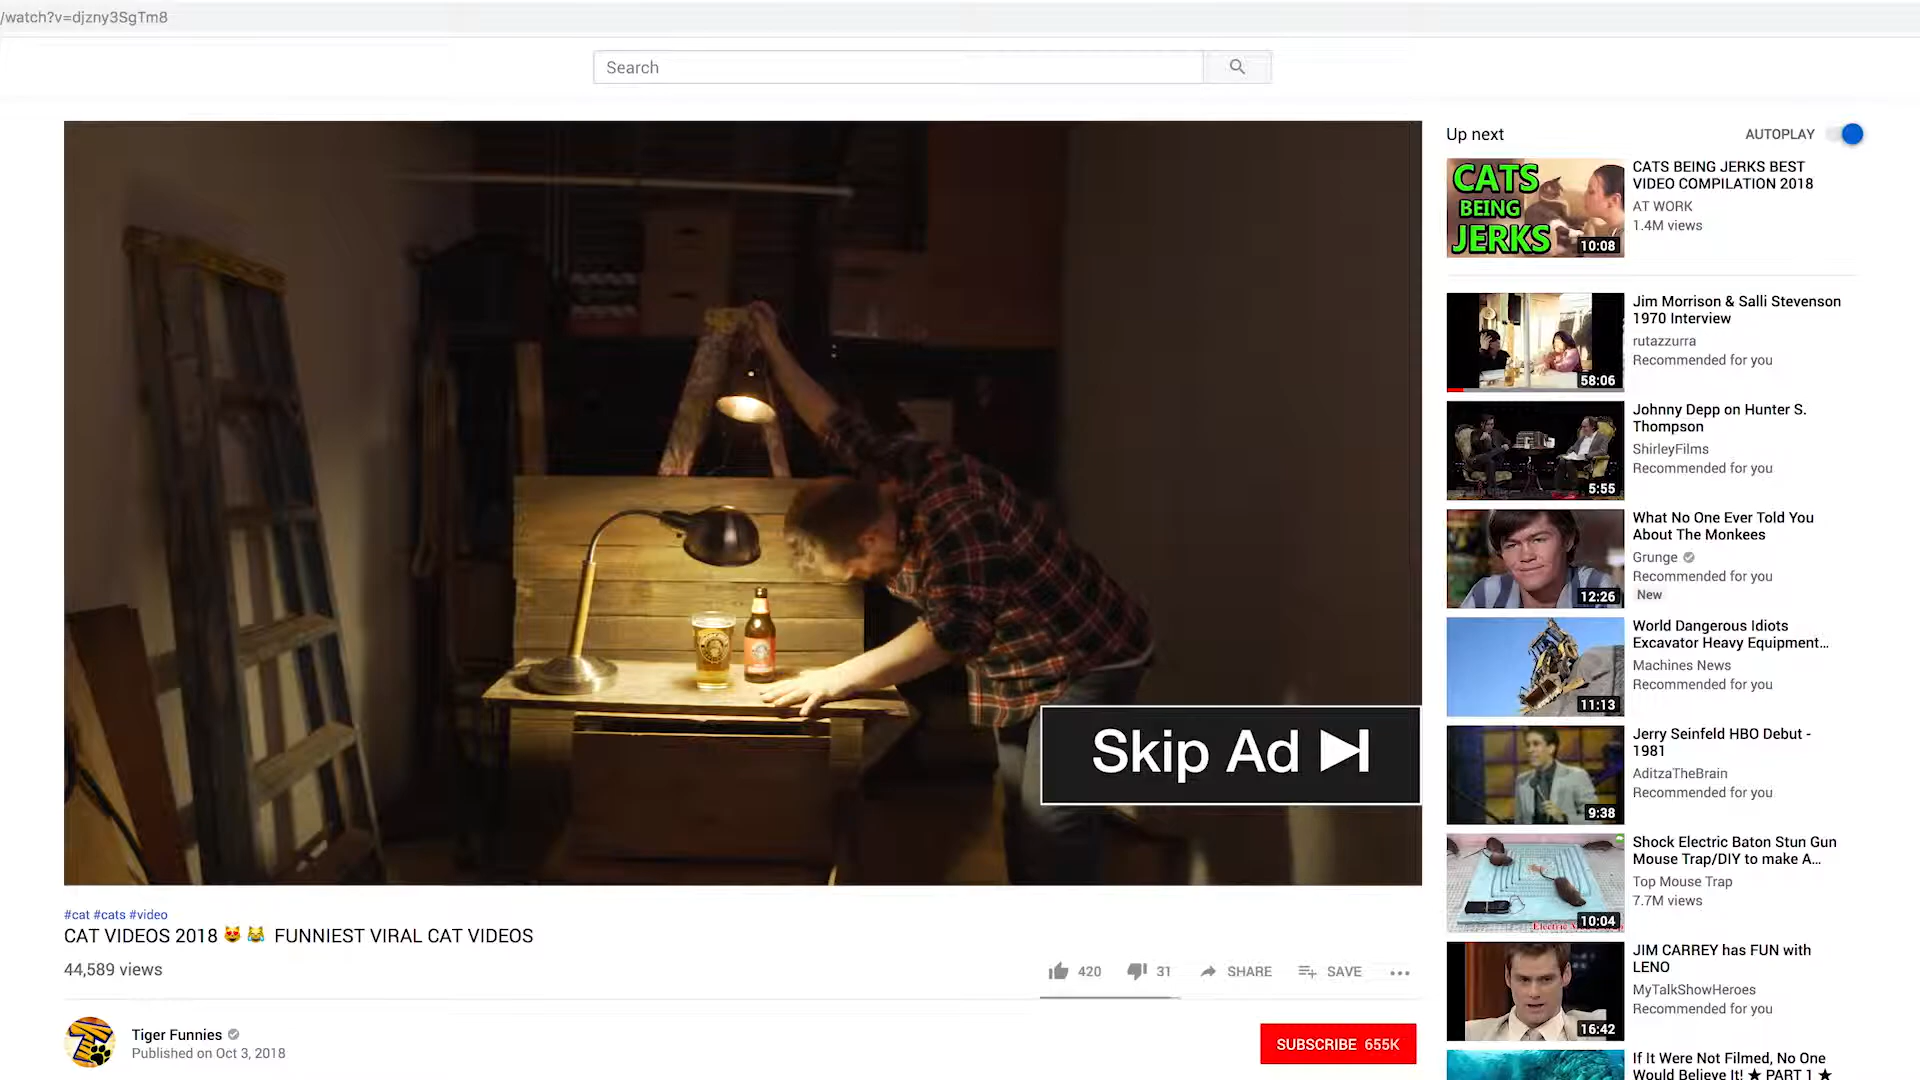 /watch?v=djzny3SgTm8
Search
Up next
AUTOPLAY
CATS
BEING
JERKS
10:08
CATS BEING JERKS BEST
VIDEO COMPILATION 2018
AT WORK
1.4M views
58:06
Jim Morrison & Salli Stevenson
1970 Interview
rutazzurra
Recommended for you
5:55
Johnny Depp on Hunter S.
Thompson
ShirleyFilms
Recommended for you
12:26
What No One Ever Told You
About The Monkees
Grunge
Recommended for you
New
11:13
World Dangerous Idiots
Excavator Heavy Equipment...
Machines News
Recommended for you
9:38
Jerry Seinfeld HBO Debut -
1981
AditzaTheBrain
Recommended for you
10:04
Shock Electric Baton Stun Gun
Mouse Trap/DIY to make A...
Top Mouse Trap
7.7M views
16:42
JIM CARREY has FUN with
LENO
MyTalkShowHeroes
Recommended for you
If It Were Not Filmed, No One
Would Believe It! ★ PART 1 ★
Skip Ad
#cat #cats #video
CAT VIDEOS 2018 😻 😹 FUNNIEST VIRAL CAT VIDEOS
44,589 views
420
31
SHARE
SAVE
Tiger Funnies
Published on Oct 3, 2018
SUBSCRIBE 655K